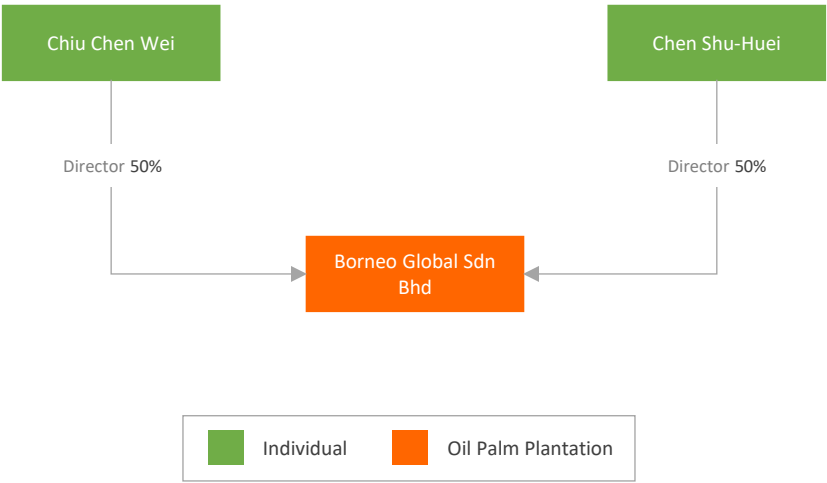 Chiu Chen Wei
Chen Shu-Huei
Director 50%
Director 50%
Borneo Global Sdn
Bhd
Individual
Oil Palm Plantation